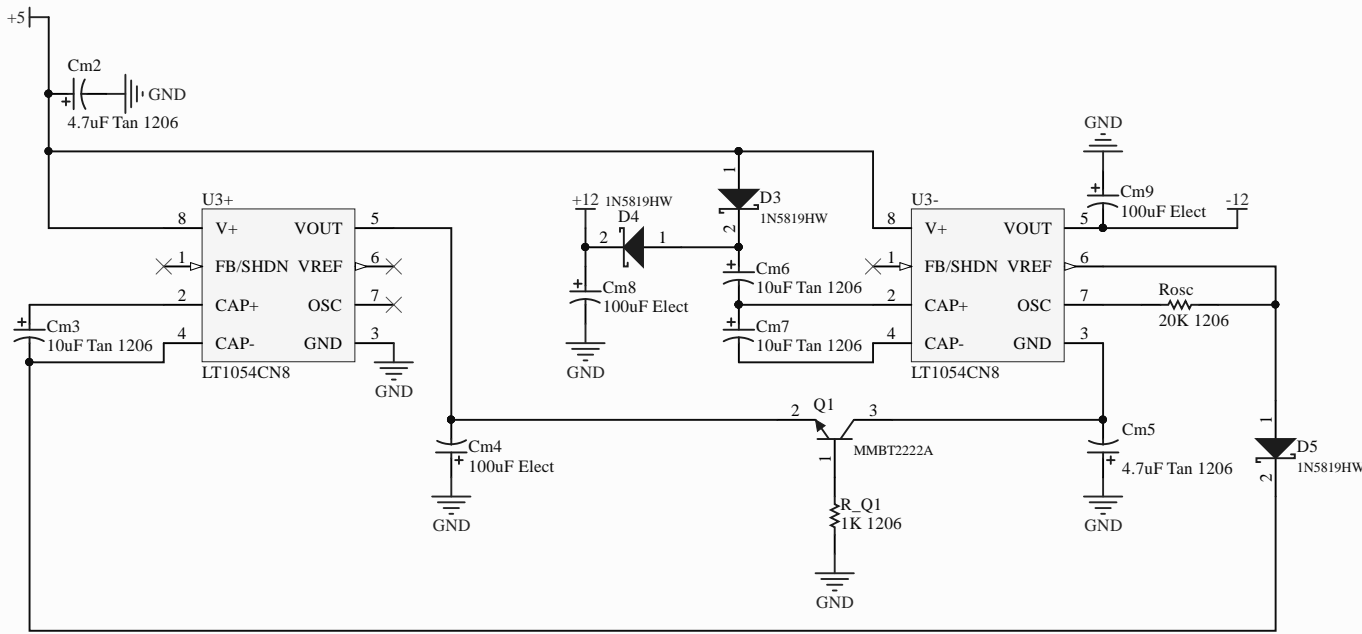 +5
Cm2
GND
4.7uF Tan 1206
U3+
8 V+ VOUT 5
1 FB/SHDN VREF 6
2 CAP+ OSC 7
4 CAP- GND 3
LT1054CN8
GND
Cm3
10uF Tan 1206
+12 1N5819HW
D4
2 1
Cm8
100uF Elect
GND
1
D3
1N5819HW
2
Cm6
10uF Tan 1206
Cm7
10uF Tan 1206
U3-
8 V+ VOUT 5
1 FB/SHDN VREF 6
2 CAP+ OSC 7
4 CAP- GND 3
LT1054CN8
GND
Cm9
100uF Elect
-12
Rosc
20K 1206
Cm4
100uF Elect
GND
Q1
2 3
1
MMBT2222A
R_Q1
1K 1206
GND
Cm5
4.7uF Tan 1206
GND
1
D5
1N5819HW
2